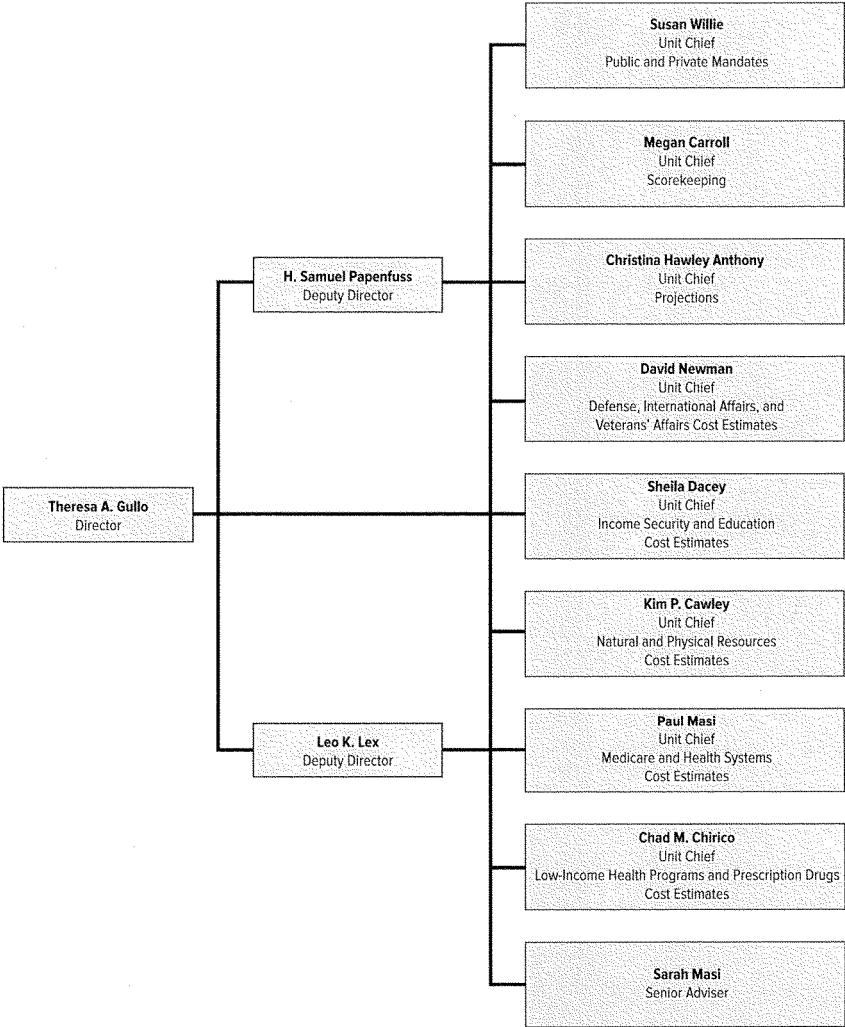 Susan Willie
Unit Chief
Public and Private Mandates
Megan Carroll
Unit Chief
Scorekeeping
Christina Hawley Anthony
Unit Chief
Projections
H. Samuel Papenfuss
Deputy Director
David Newman
Unit Chief
Defense, International Affairs, and
Veterans' Affairs Cost Estimates
Theresa A. Gullo
Director
Sheila Dacey
Unit Chief
Income Security and Education
Cost Estimates
Kim P. Cawley
Unit Chief
Natural and Physical Resources
Cost Estimates
Leo K. Lex
Deputy Director
Paul Masi
Unit Chief
Medicare and Health Systems
Cost Estimates
Chad M. Chirico
Unit Chief
Low-Income Health Programs and Prescription Drugs
Cost Estimates
Sarah Masi
Senior Adviser